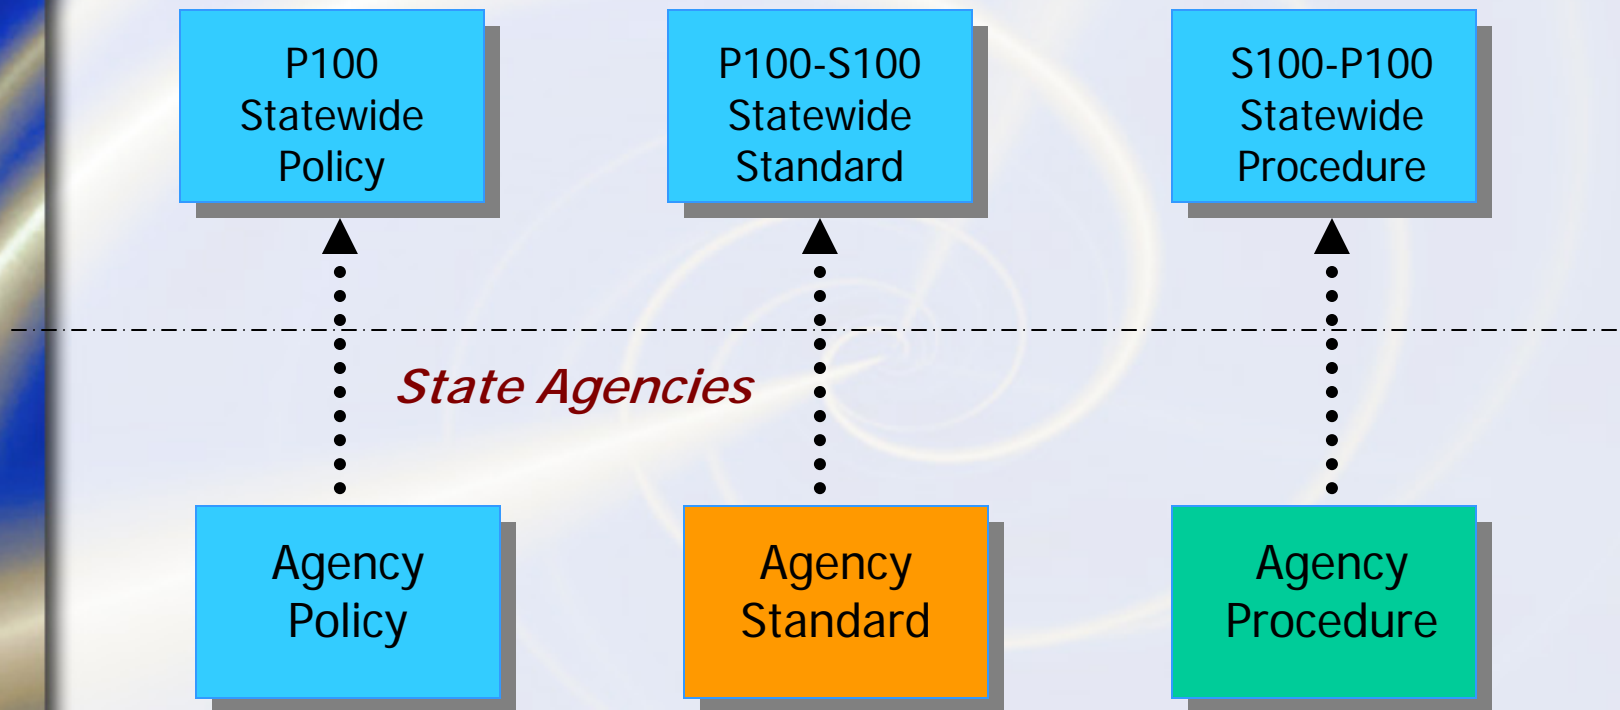 P100
Statewide
Policy
P100-S100
Statewide
Standard
S100-P100
Statewide
Procedure
State Agencies
Agency
Policy
Agency
Standard
Agency
Procedure